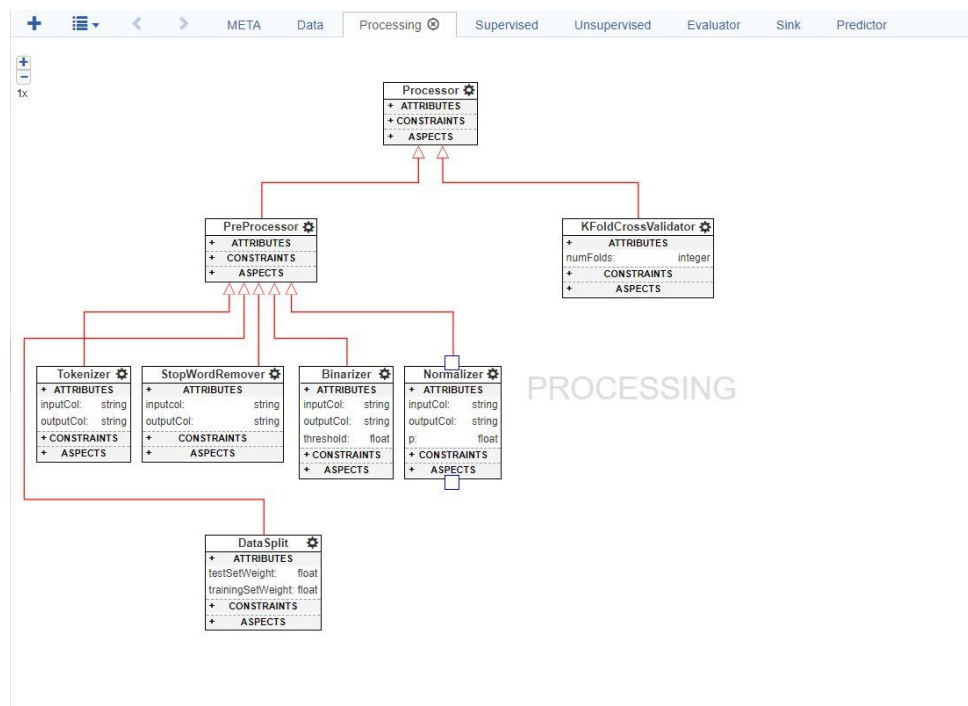 META Data Processing Supervised Unsupervised Evaluator Sink Predictor
1x
Processor
+ ATTRIBUTES
+ CONSTRAINTS
+ ASPECTS
PreProcessor
+ ATTRIBUTES
+ CONSTRAINTS
+ ASPECTS
KFoldCrossValidator
+ ATTRIBUTES
numFolds: integer
+ CONSTRAINTS
+ ASPECTS
Tokenizer
+ ATTRIBUTES
inputCol: string
outputCol: string
+ CONSTRAINTS
+ ASPECTS
StopWordRemover
+ ATTRIBUTES
inputcol: string
outputCol: string
+ CONSTRAINTS
+ ASPECTS
Binarizer
+ ATTRIBUTES
inputCol: string
outputCol: string
threshold: float
+ CONSTRAINTS
+ ASPECTS
Normalizer
+ ATTRIBUTES
inputCol: string
outputCol: string
p: float
+ CONSTRAINTS
+ ASPECTS
PROCESSING
DataSplit
+ ATTRIBUTES
testSetWeight: float
trainingSetWeight: float
+ CONSTRAINTS
+ ASPECTS